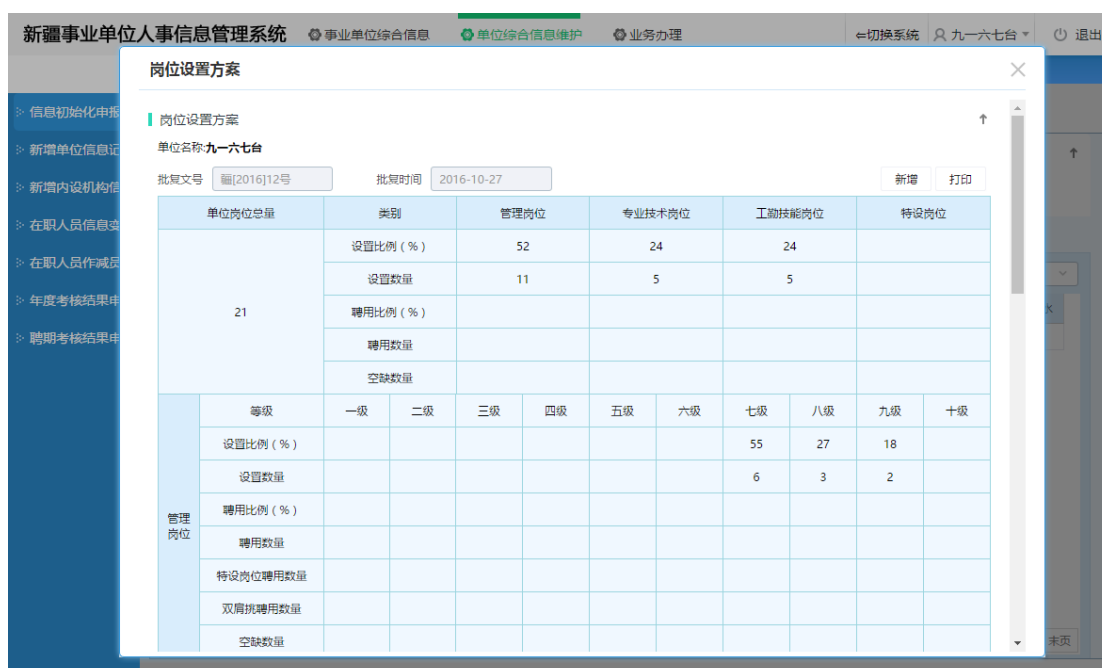 新疆事业单位人事信息管理系统 事业单位综合信息 单位综合信息维护 业务办理 ⇐切换系统 九一六七台 退出
岗位设置方案
信息初始化申报
新增单位信息记
新增内设机构信
在职人员信息变
在职人员作减员
年度考核结果申
聘期考核结果申
岗位设置方案
单位名称:九一六七台
批复文号 疆[2016]12号 批复时间 2016-10-27 新增 打印
单位岗位总量 类别 管理岗位 专业技术岗位 工勤技能岗位 特设岗位
21
设置比例（%） 52 24 24
设置数量 11 5 5
聘用比例（%）
聘用数量
空缺数量
管理岗位
等级 一级 二级 三级 四级 五级 六级 七级 八级 九级 十级
设置比例（%） 55 27 18
设置数量 6 3 2
聘用比例（%）
聘用数量
特设岗位聘用数量
双肩挑聘用数量
空缺数量
末页